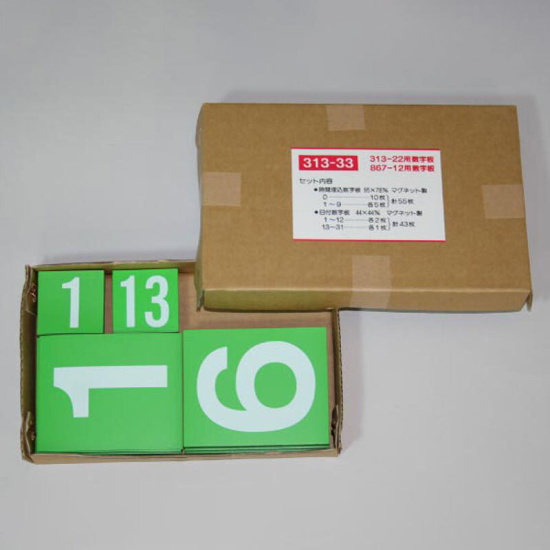 313-33
313-22用数字板
867-12用数字板
セット内容
●時間埋込数字板 95×78% マグネット製
0 10枚
1～9 各5枚
計55枚
●日付数字板 44×44% マグネット製
1～12 各2枚
13～31 各1枚
計43枚
1
13
1
6